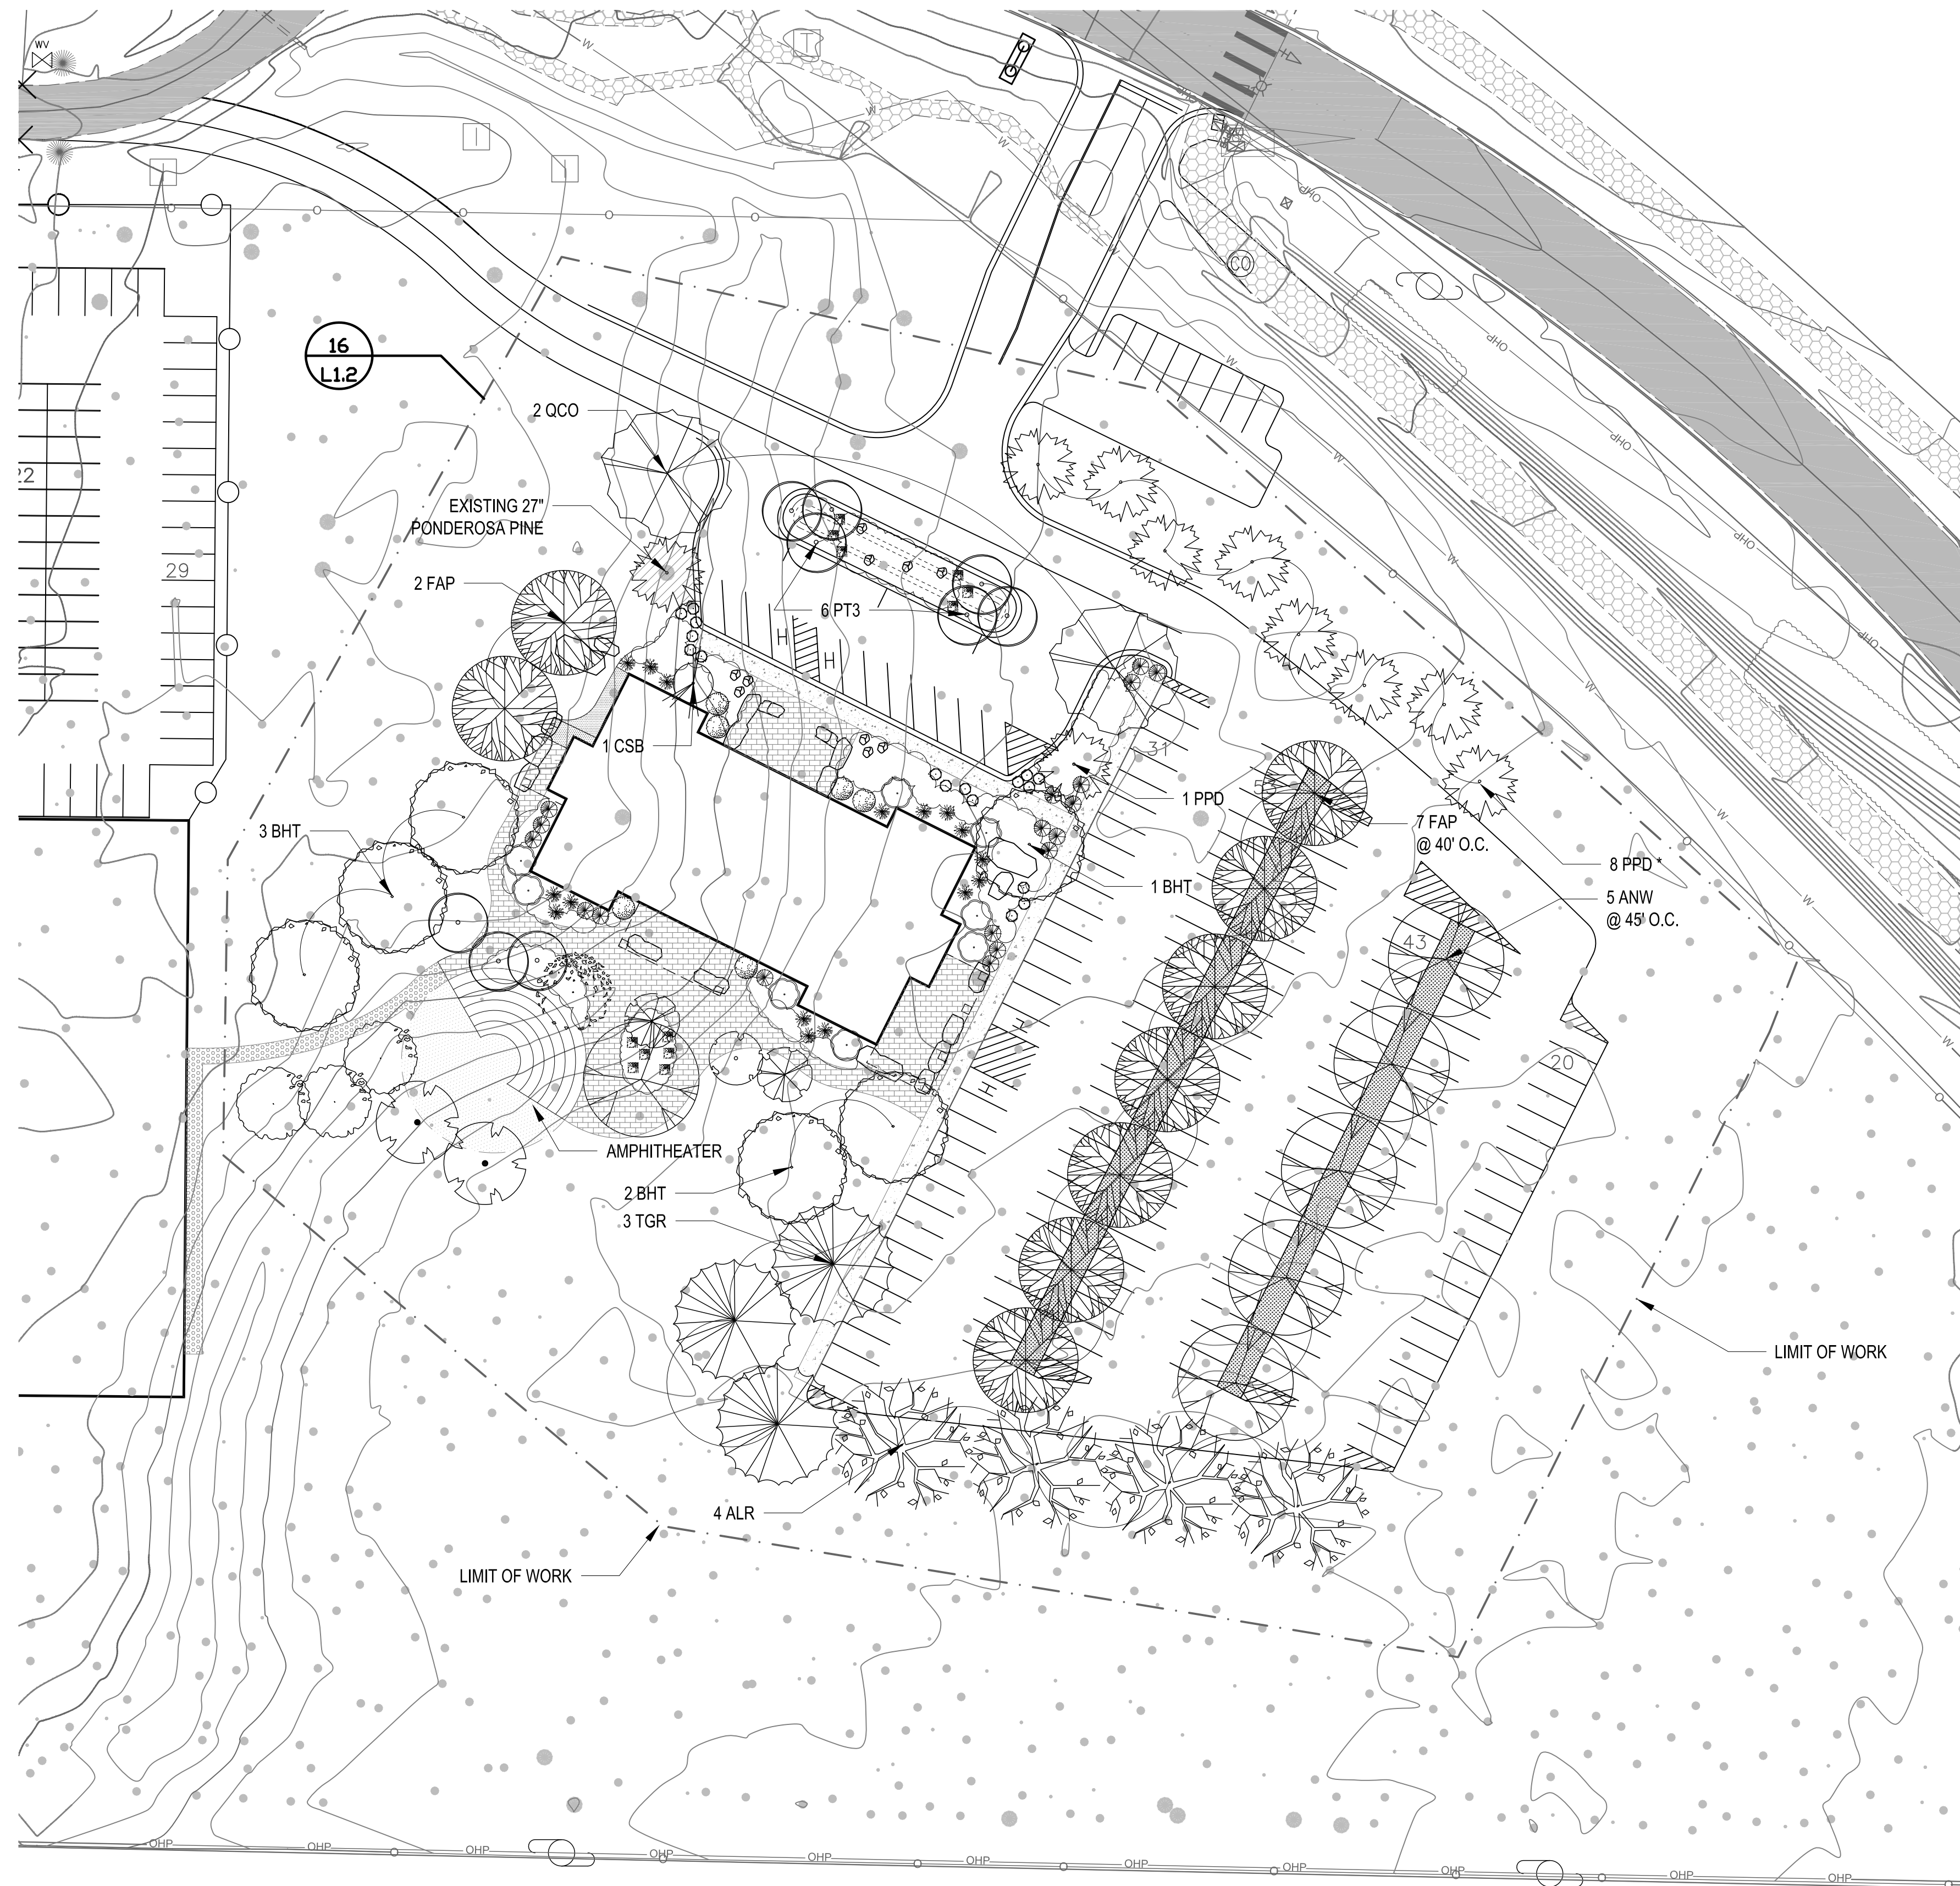 WV
W
T
W
W
W
OHP
OHP
CO
I
I
I
16
L1.2
W
OHP
2 QCO
OHP
W
22
EXISTING 27"
PONDEROSA PINE
29
2 FAP
OHP
W
6 PT3
H
H
OHP
W
1 CSB
31
1 PPD
W
7 FAP
@ 40' O.C.
3 BHT
8 PPD *
1 BHT
5 ANW
@ 45' O.C.
W
43
H
20
W
H
AMPHITHEATER
2 BHT
3 TGR
LIMIT OF WORK
4 ALR
LIMIT OF WORK
OHP
OHP
OHP
OHP
OHP
OHP
OHP
OHP
OHP
OHP
OHP